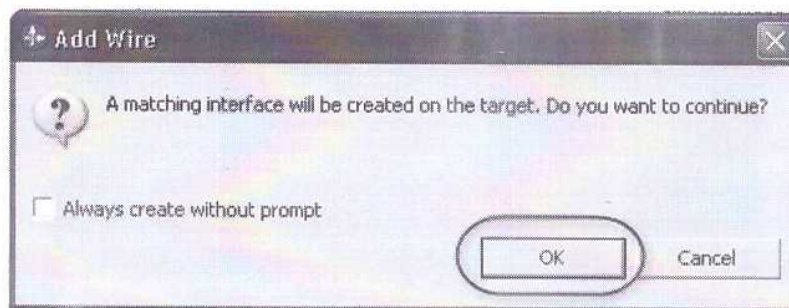 Add Wire
A matching interface will be created on the target. Do you want to continue?
Always create without prompt
OK
Cancel